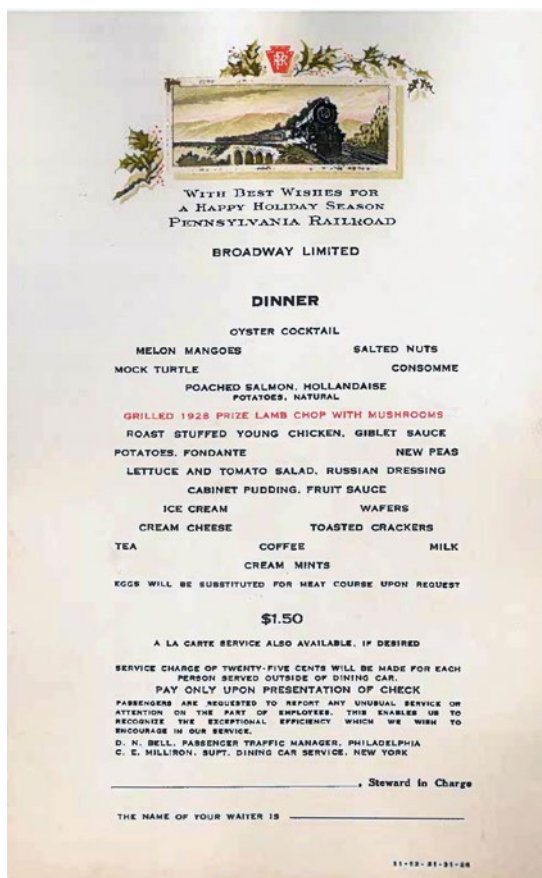 PRR
WITH BEST WISHES FOR
A HAPPY HOLIDAY SEASON
PENNSYLVANIA RAILROAD
BROADWAY LIMITED
DINNER
OYSTER COCKTAIL
MELON MANGOES SALTED NUTS
MOCK TURTLE CONSOMME
POACHED SALMON, HOLLANDAISE
POTATOES, NATURAL
GRILLED 1928 PRIZE LAMB CHOP WITH MUSHROOMS
ROAST STUFFED YOUNG CHICKEN, GIBLET SAUCE
POTATOES, FONDANTE NEW PEAS
LETTUCE AND TOMATO SALAD, RUSSIAN DRESSING
CABINET PUDDING, FRUIT SAUCE
ICE CREAM WAFERS
CREAM CHEESE TOASTED CRACKERS
TEA COFFEE MILK
CREAM MINTS
EGGS WILL BE SUBSTITUTED FOR MEAT COURSE UPON REQUEST
$1.50
A LA CARTE SERVICE ALSO AVAILABLE, IF DESIRED
SERVICE CHARGE OF TWENTY-FIVE CENTS WILL BE MADE FOR EACH
PERSON SERVED OUTSIDE OF DINING CAR.
PAY ONLY UPON PRESENTATION OF CHECK
PASSENGERS ARE REQUESTED TO REPORT ANY UNUSUAL SERVICE OR
ATTENTION ON THE PART OF EMPLOYEES. THIS ENABLES US TO
RECOGNIZE THE EXCEPTIONAL EFFICIENCY WHICH WE WISH TO
ENCOURAGE IN OUR SERVICE.
D. N. BELL, PASSENGER TRAFFIC MANAGER, PHILADELPHIA
C. E. MILLIRON, SUPT. DINING CAR SERVICE, NEW YORK
, Steward in Charge
THE NAME OF YOUR WAITER IS